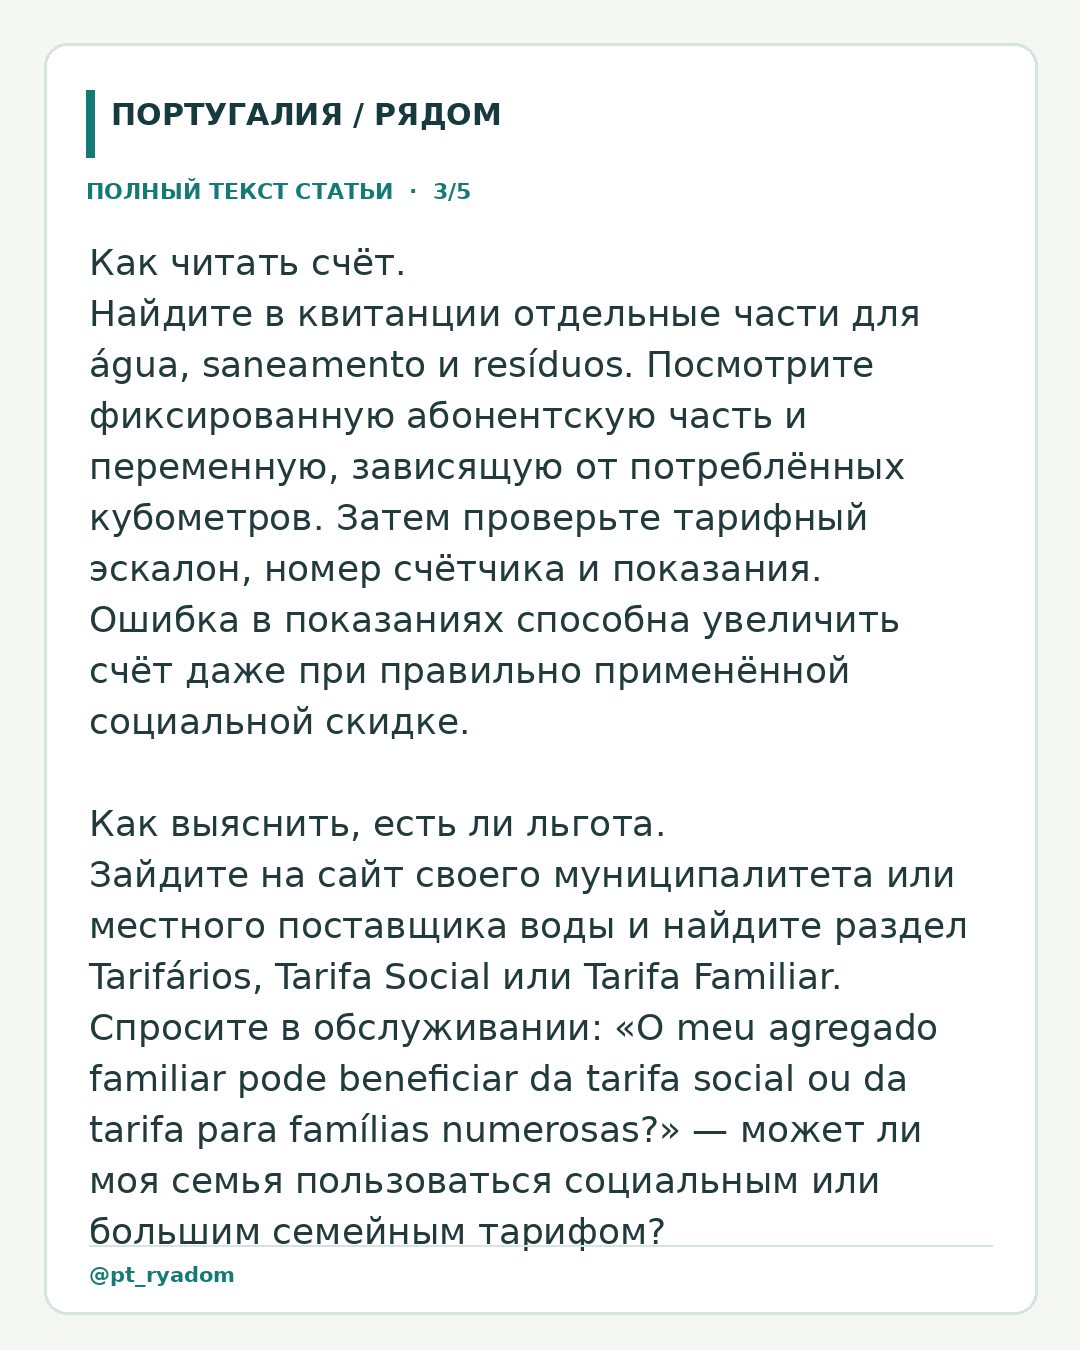 ПОРТУГАЛИЯ / РЯДОМ
ПОЛНЫЙ ТЕКСТ СТАТЬИ · 3/5
Как читать счёт.
Найдите в квитанции отдельные части для
água, saneamento и resíduos. Посмотрите
фиксированную абонентскую часть и
переменную, зависящую от потреблённых
кубометров. Затем проверьте тарифный
эскалон, номер счётчика и показания.
Ошибка в показаниях способна увеличить
счёт даже при правильно применённой
социальной скидке.
Как выяснить, есть ли льгота.
Зайдите на сайт своего муниципалитета или
местного поставщика воды и найдите раздел
Tarifários, Tarifa Social или Tarifa Familiar.
Спросите в обслуживании: «O meu agregado
familiar pode beneficiar da tarifa social ou da
tarifa para famílias numerosas?» — может ли
моя семья пользоваться социальным или
большим семейным тарифом?
@pt_ryadom